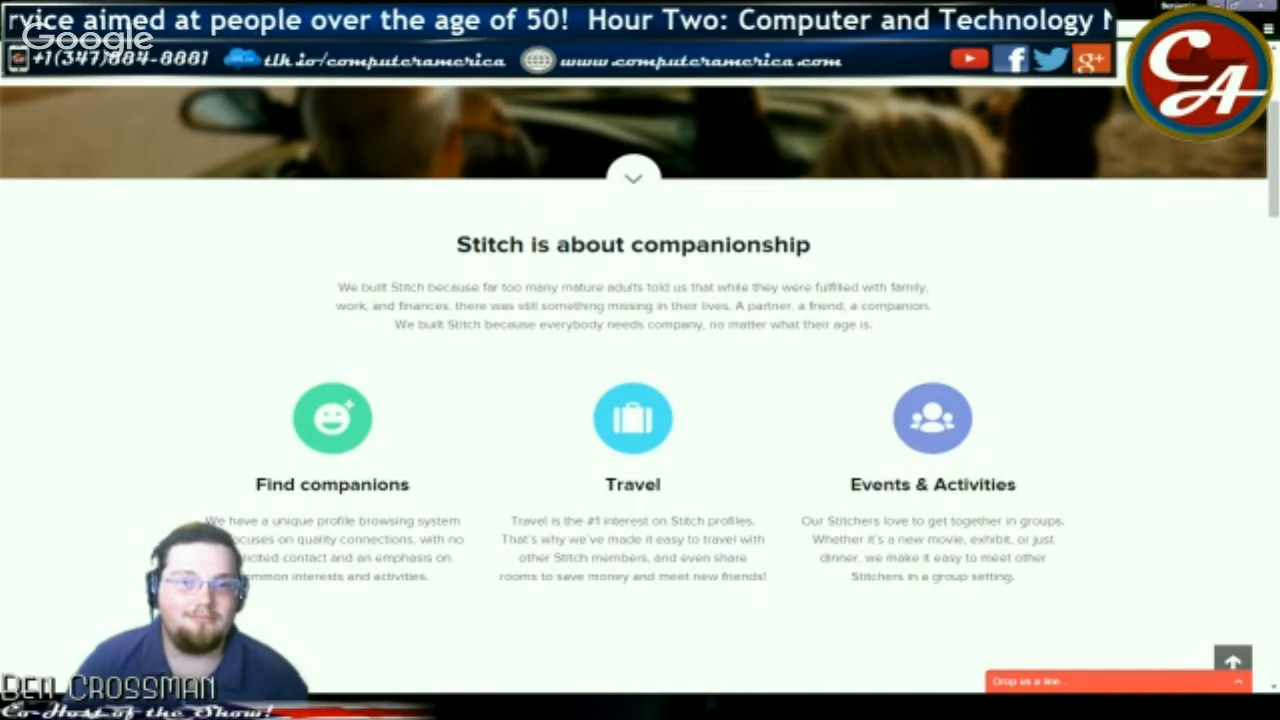 rvice aimed at people over the age of 50! Hour Two: Computer and Technology
Google
+1(347)884-8881 tlk.io/computeramerica www.computeramerica.com
g+
CA
Stitch is about companionship
We built Stitch because far too many mature adults told us that while they were fulfilled with family,
work, and finances, there was still something missing in their lives. A partner, a friend, a companion.
We built Stitch because everybody needs company, no matter what their age is.
Find companions
We have a unique profile browsing system
ocuses on quality connections, with no
icited contact and an emphasis on
mmon interests and activities.
Travel
Travel is the #1 interest on Stitch profiles.
That's why we've made it easy to travel with
other Stitch members, and even share
rooms to save money and meet new friends!
Events & Activities
Our Stitchers love to get together in groups.
Whether it's a new movie, exhibit, or just
dinner, we make it easy to meet other
Stitchers in a group setting.
Drop us a line...
Ben Crossman
Co-Host of the Show!